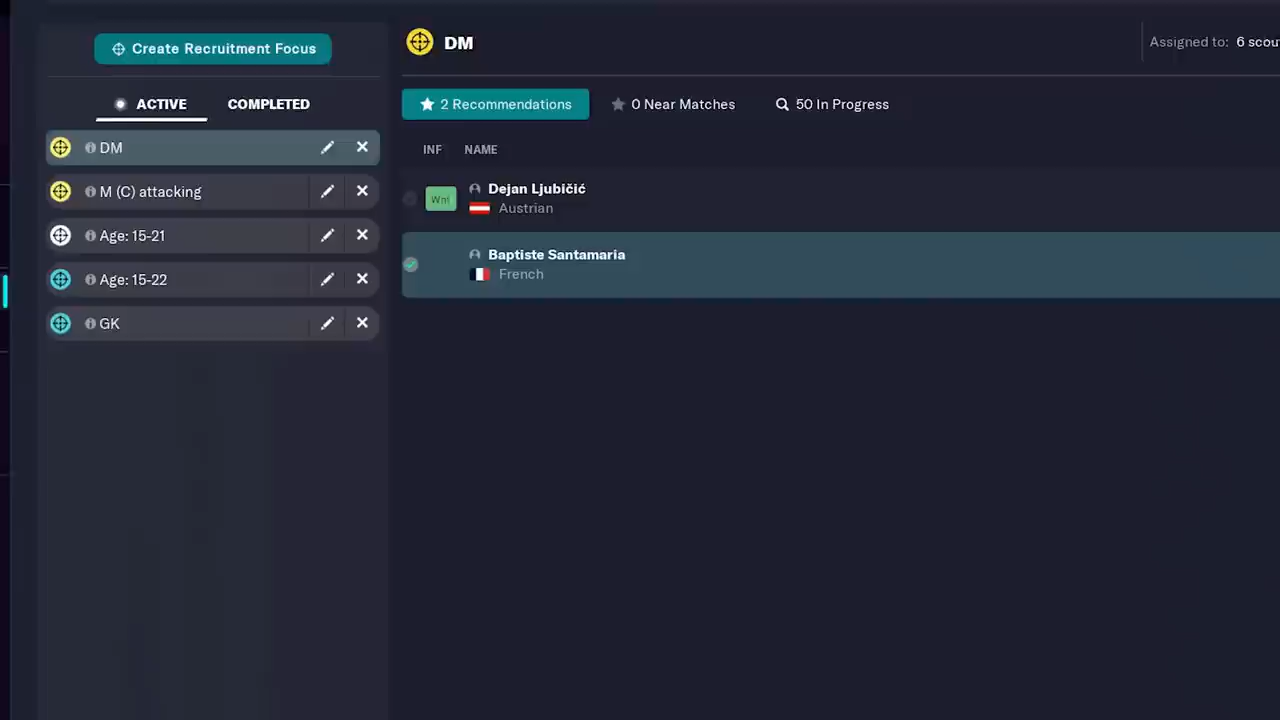 Create Recruitment Focus
ACTIVE
COMPLETED
DM
M (C) attacking
Age: 15-21
Age: 15-22
GK
DM
Assigned to: 6 scou
2 Recommendations
0 Near Matches
50 In Progress
INF NAME
Wnt
Dejan Ljubičić
Austrian
Baptiste Santamaria
French